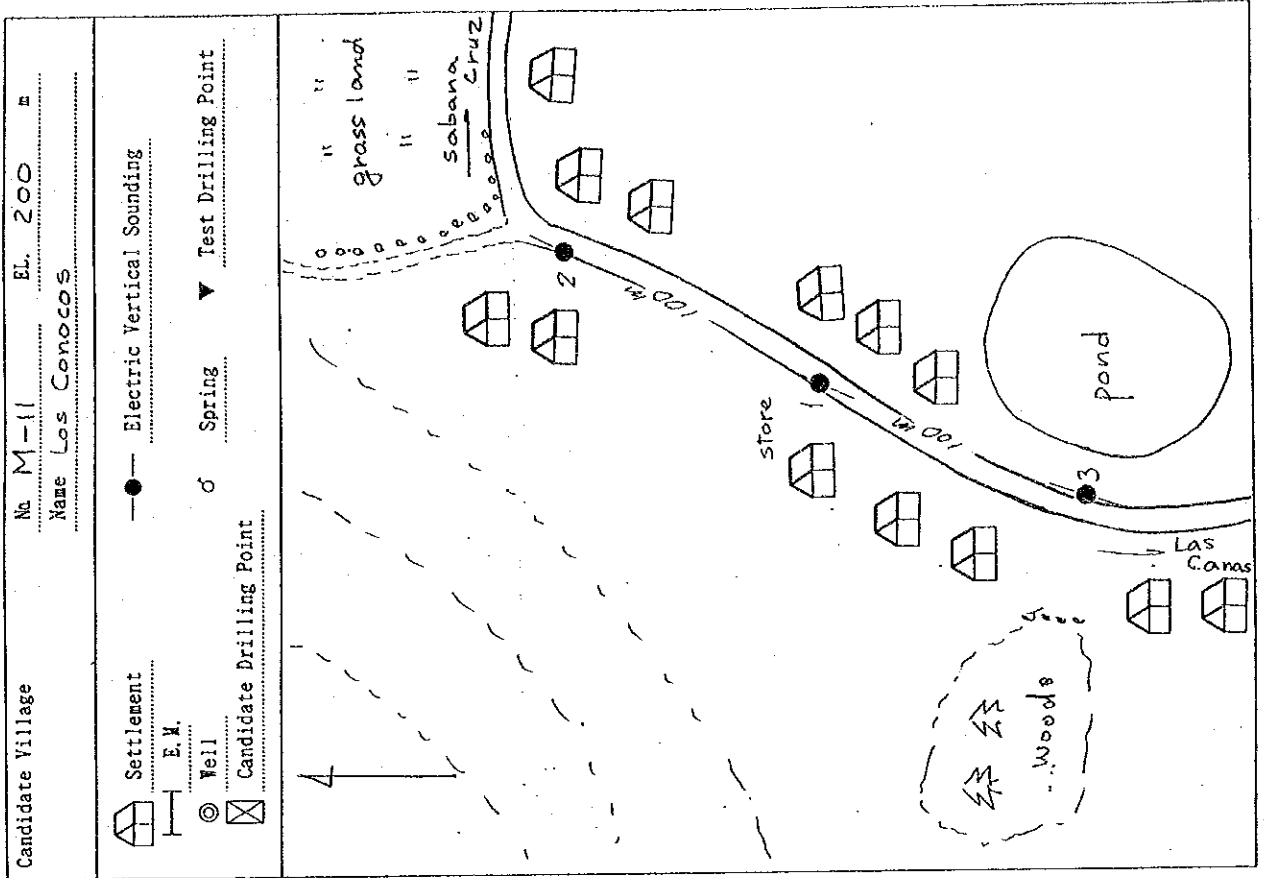 Candidate Village
No. M-11 EL. 200 m
Name Los Conocos
Settlement
Electric Vertical Sounding
E.M.
Well
Spring
Test Drilling Point
Candidate Drilling Point
grass land
sabana
cruz
2
100 m
store
1
100 m
3
pond
Las
Canas
woods